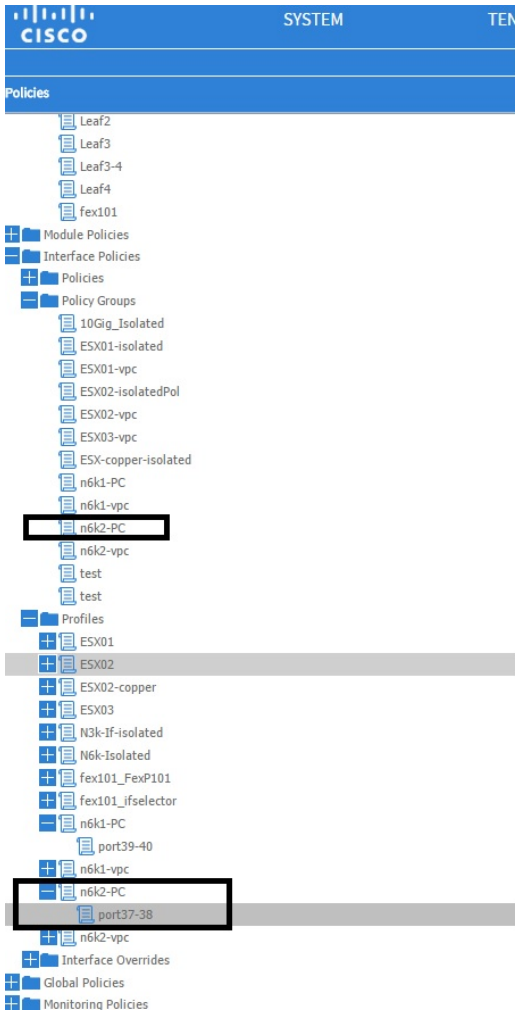 CISCO
SYSTEM
TEN
Policies
Leaf2
Leaf3
Leaf3-4
Leaf4
fex101
Module Policies
Interface Policies
Policies
Policy Groups
10Gig_Isolated
ESX01-isolated
ESX01-vpc
ESX02-isolatedPol
ESX02-vpc
ESX03-vpc
ESX-copper-isolated
n6k1-PC
n6k1-vpc
n6k2-PC
n6k2-vpc
test
test
Profiles
ESX01
ESX02
ESX02-copper
ESX03
N3k-If-isolated
N6k-Isolated
fex101_FexP101
fex101_ifselector
n6k1-PC
port39-40
n6k1-vpc
n6k2-PC
port37-38
n6k2-vpc
Interface Overrides
Global Policies
Monitoring Policies